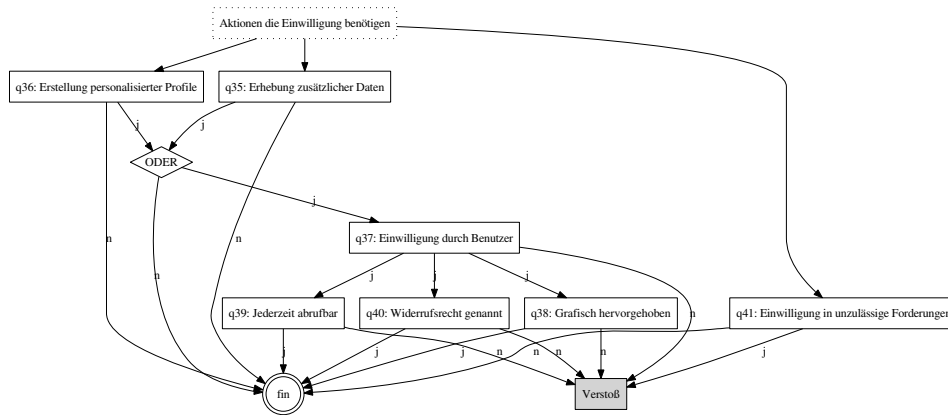 Aktionen die Einwilligung benötigen
q36: Erstellung personalisierter Profile
q35: Erhebung zusätzlicher Daten
j
j
ODER
j
n
n
q37: Einwilligung durch Benutzer
n
j
j
j
q39: Jederzeit abrufbar
q40: Widerrufsrecht genannt
q38: Grafisch hervorgehoben
n
q41: Einwilligung in unzulässige Forderungen
j
j
j
n
n
n
n
j
fin
Verstoß